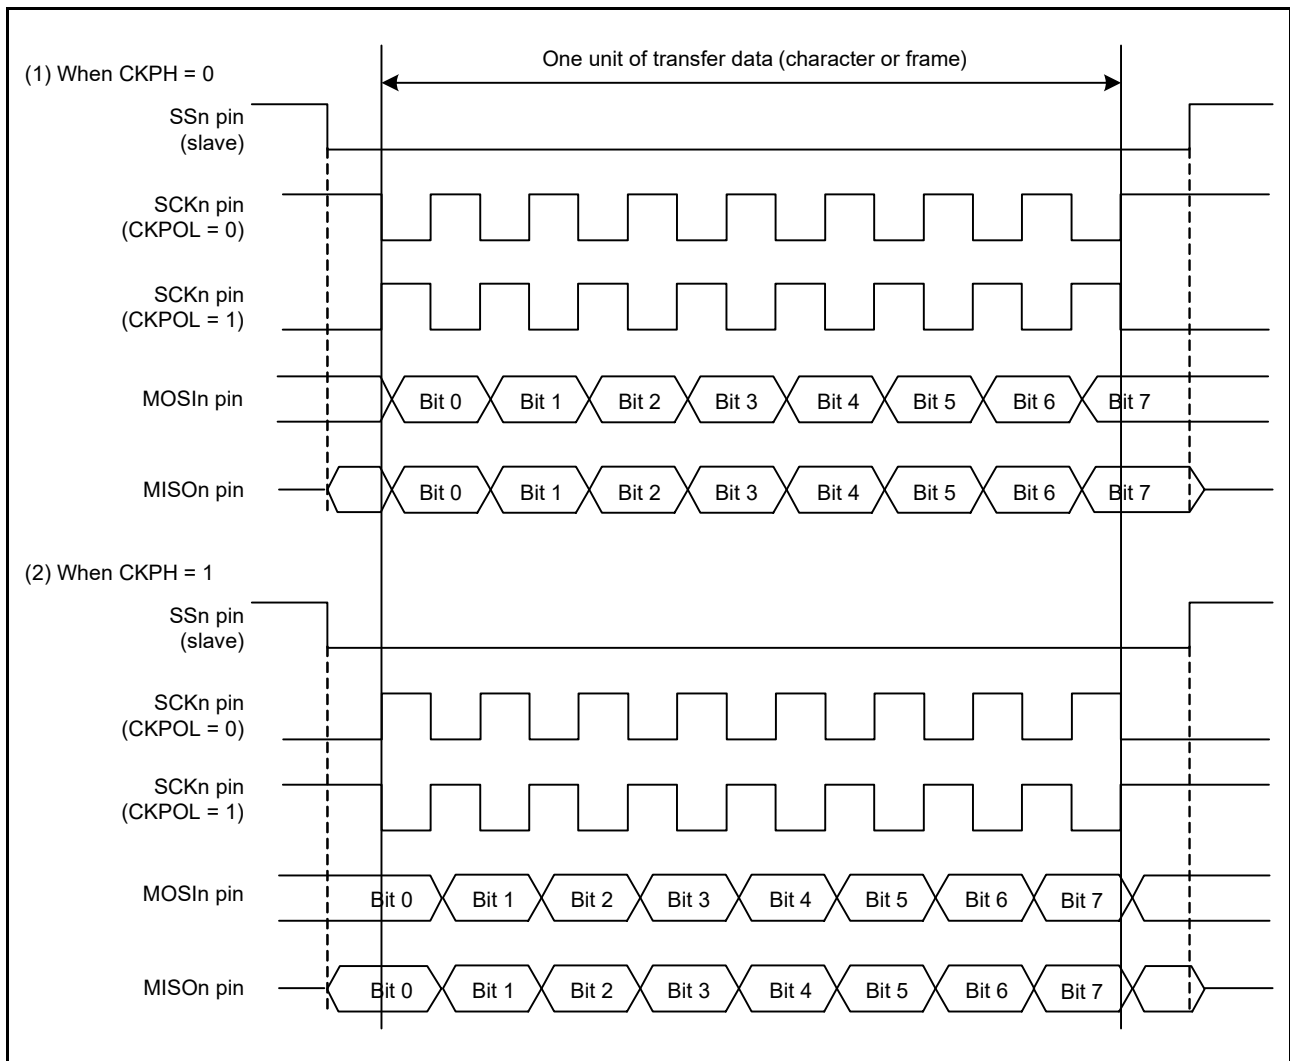 One unit of transfer data (character or frame)
(1) When CKPH = 0
SSn pin
(slave)
SCKn pin
(CKPOL = 0)
SCKn pin
(CKPOL = 1)
MOSIn pin
Bit 0 Bit 1 Bit 2 Bit 3 Bit 4 Bit 5 Bit 6 Bit 7
MISOn pin
Bit 0 Bit 1 Bit 2 Bit 3 Bit 4 Bit 5 Bit 6 Bit 7
(2) When CKPH = 1
SSn pin
(slave)
SCKn pin
(CKPOL = 0)
SCKn pin
(CKPOL = 1)
MOSIn pin
Bit 0 Bit 1 Bit 2 Bit 3 Bit 4 Bit 5 Bit 6 Bit 7
MISOn pin
Bit 0 Bit 1 Bit 2 Bit 3 Bit 4 Bit 5 Bit 6 Bit 7